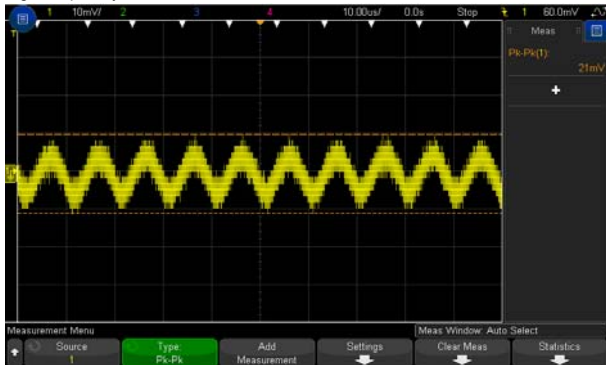 1 10mV/ 2 3 4 10.00us/ 0.0s Stop 1 60.0mV
T
Meas
Pk-Pk(1):
21mV
+
Measurement Menu Meas Window: Auto Select
Source Type: Add Settings Clear Meas Statistics
1 Pk-Pk Measurement